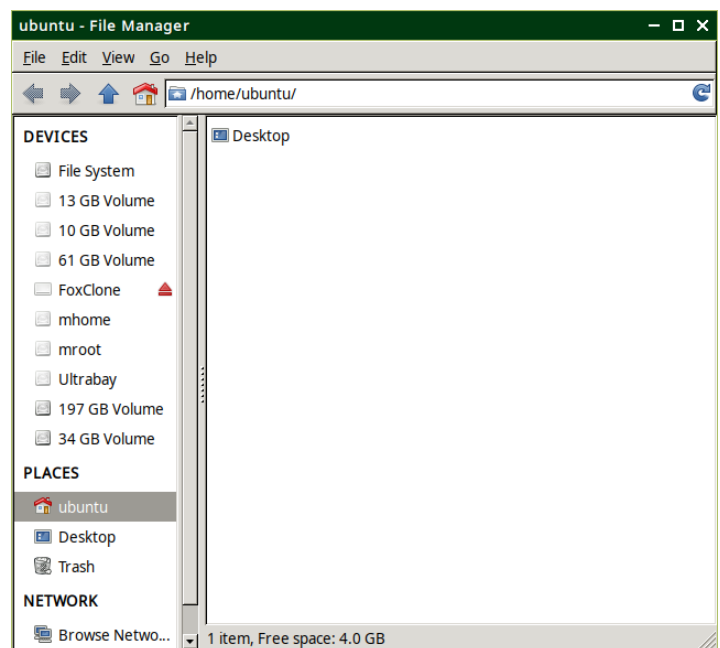 ubuntu - File Manager
File Edit View Go Help
/home/ubuntu/
DEVICES
File System
13 GB Volume
10 GB Volume
61 GB Volume
FoxClone
mhome
mroot
Ultrabay
197 GB Volume
34 GB Volume
PLACES
ubuntu
Desktop
Trash
NETWORK
Browse Netwo...
Desktop
1 item, Free space: 4.0 GB